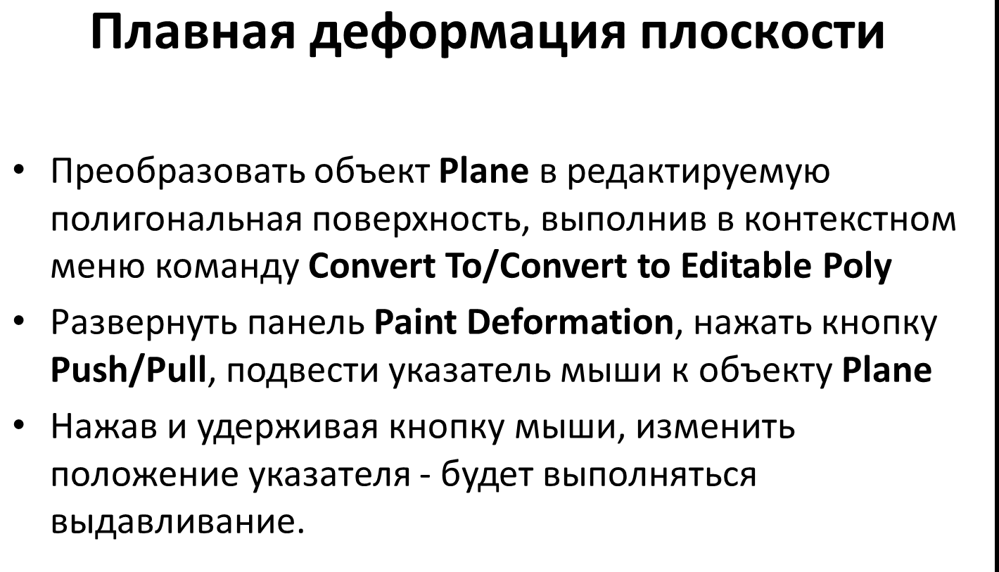 Плавная деформация плоскости
• Преобразовать объект Plane в редактируемую
полигональная поверхность, выполнив в контекстном
меню команду Convert To/Convert to Editable Poly
• Развернуть панель Paint Deformation, нажать кнопку
Push/Pull, подвести указатель мыши к объекту Plane
• Нажав и удерживая кнопку мыши, изменить
положение указателя - будет выполняться
выдавливание.